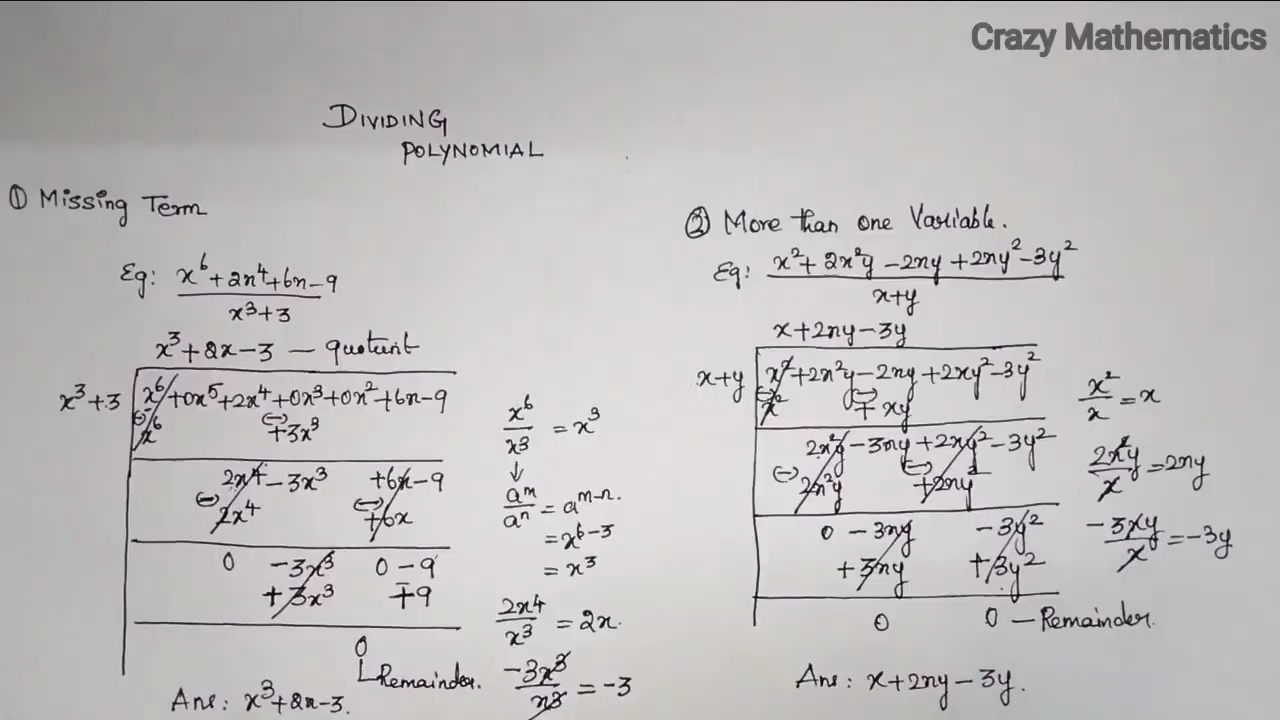 Crazy Mathematics
DIVIDING
POLYNOMIAL
① Missing Term
Eg: x⁶+2x⁴+6x-9
x³+3
x³+2x-3 — quotient
x³+3 x⁶+0x⁵+2x⁴+0x³+0x²+6x-9
(-) x⁶ (-) +3x³
2x⁴-3x³ +6x-9
(-) 2x⁴ (-) +6x
0 -3x³ 0-9
+3x³ +9
0
Remainder.
Ans: x³+2x-3.
x⁶/x³ = x³
↓
aᵐ/aⁿ = aᵐ⁻ⁿ.
= x⁶⁻³
= x³
2x⁴/x³ = 2x.
-3x³/x³ = -3
② More than one Variable.
Eg: x²+2x²y-2xy+2xy²-3y²
x+y
x+2xy-3y
x+y x²+2x²y-2xy+2xy²-3y²
(-) x² (-) + xy
2x²y-3xy+2xy²-3y²
(-) 2x²y (-) +2xy²
0 -3xy -3y²
+3xy +3y²
0 0 — Remainder.
Ans: x+2xy-3y.
x²/x = x
2x²y/x = 2xy
-3xy/x = -3y